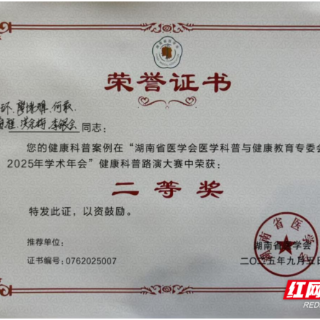 荣誉证书
同志：
您的健康科普案例在“湖南省医学会医学科普与健康教育专委会
2025年学术年会”健康科普路演大赛中荣获：
二等奖
特发此证，以资鼓励。
推荐单位：
湖南省 学会
证书编号：0762025007
二〇二五年九月五日
红网
RED